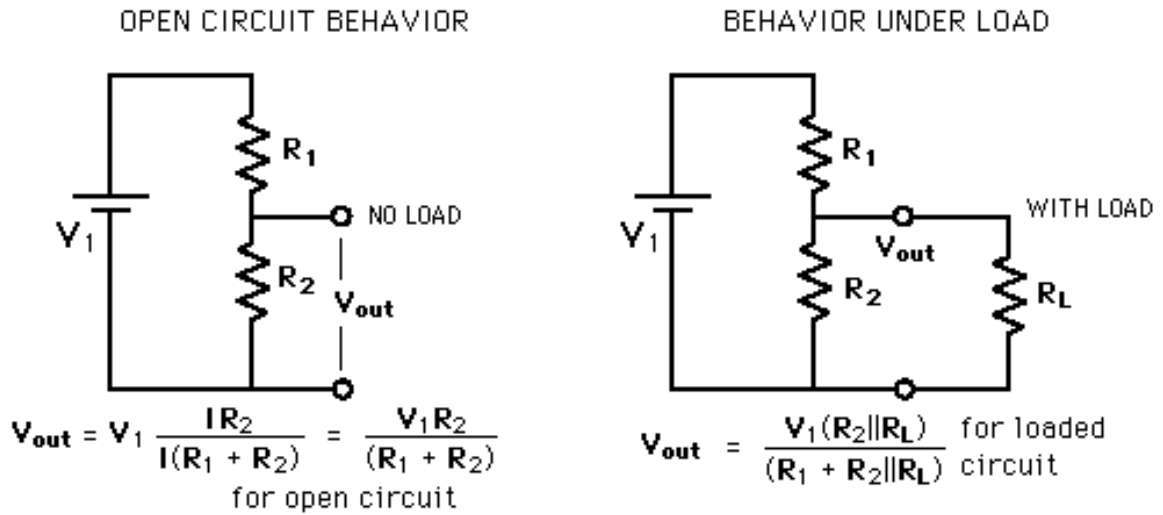 OPEN CIRCUIT BEHAVIOR
V1
R1
NO LOAD
R2
Vout
Vout = V1 IR2 / I(R1 + R2) = V1R2 / (R1 + R2)
for open circuit
BEHAVIOR UNDER LOAD
V1
R1
WITH LOAD
Vout
R2
RL
Vout = V1(R2||RL) / (R1 + R2||RL) for loaded
circuit